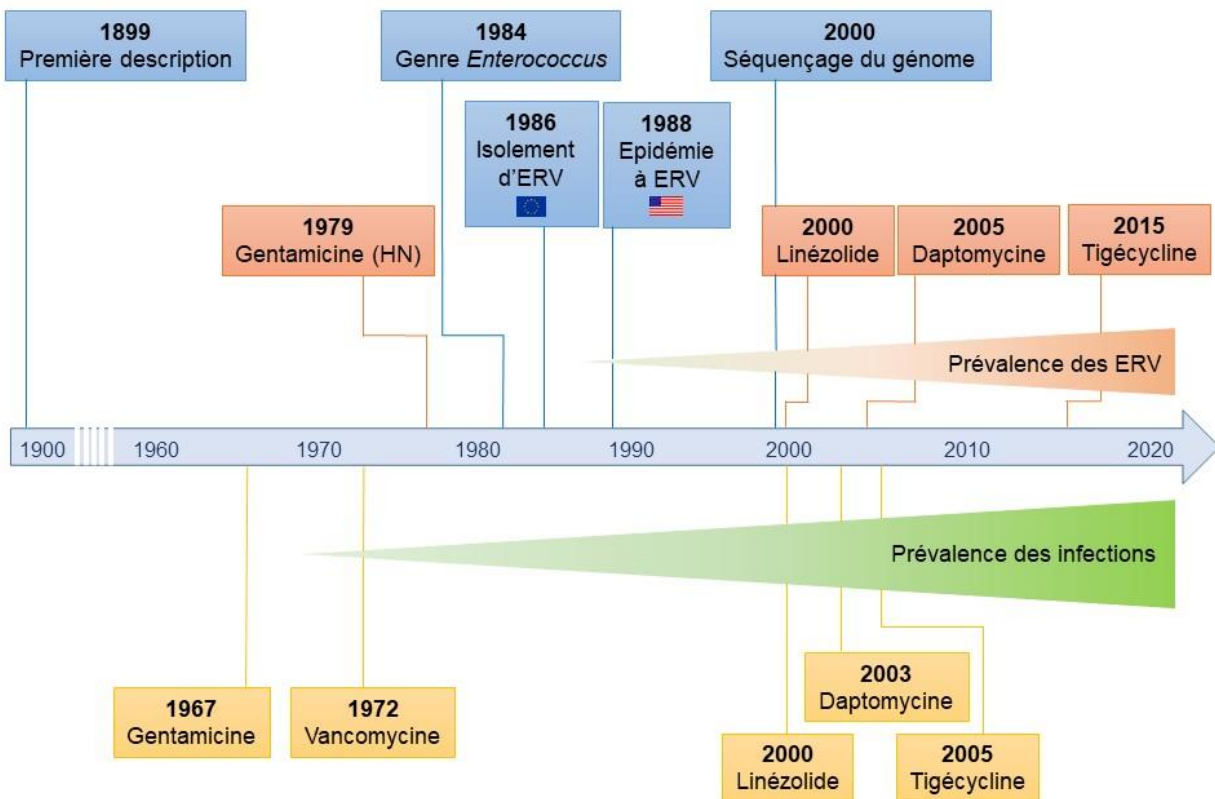 1899
Première description
1984
Genre Enterococcus
2000
Séquençage du génome
1986
Isolement
d'ERV
1988
Epidémie
à ERV
1979
Gentamicine (HN)
2000
Linézolide
2005
Daptomycine
2015
Tigécycline
Prévalence des ERV
1900 1960 1970 1980 1990 2000 2010 2020
Prévalence des infections
1967
Gentamicine
1972
Vancomycine
2003
Daptomycine
2000
Linézolide
2005
Tigécycline